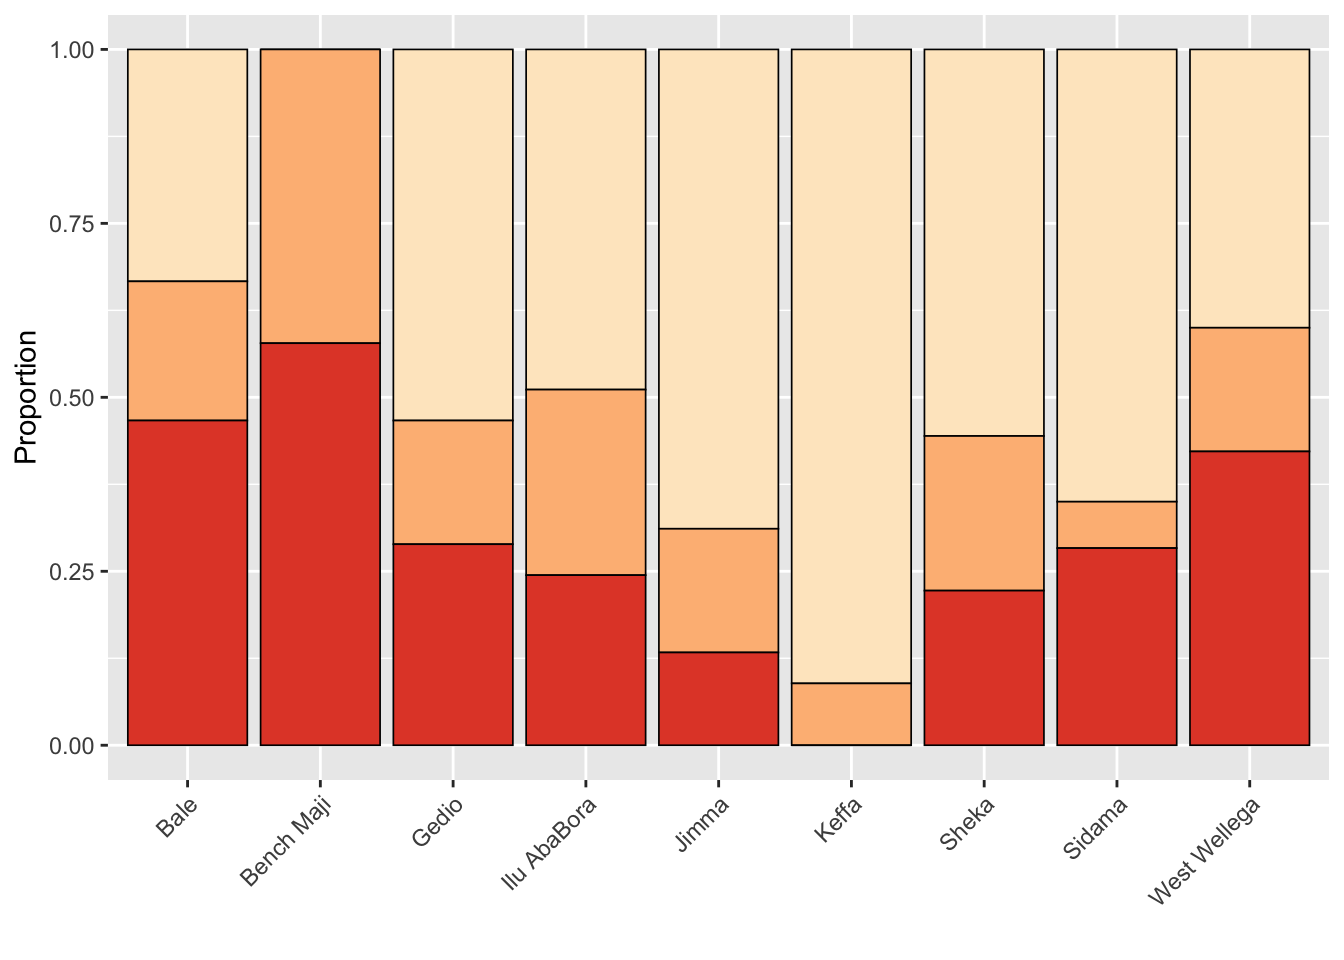 1.00
0.75
0.50
0.25
0.00
Proportion
Bale
Bench Maji
Gedio
Ilu AbaBora
Jimma
Keffa
Sheka
Sidama
West Wellega